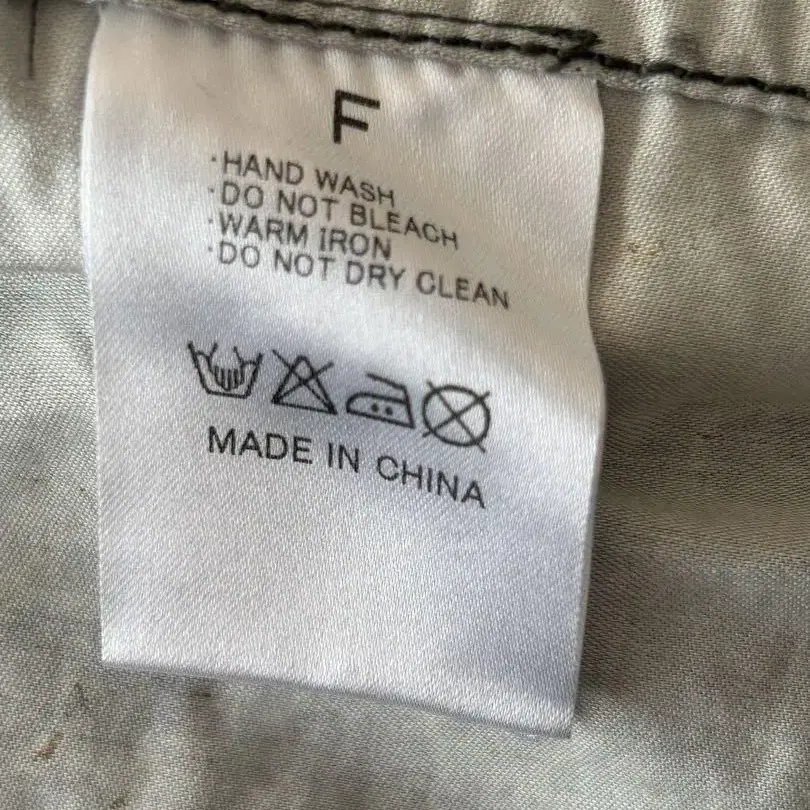 F
·HAND WASH
·DO NOT BLEACH
·WARM IRON
·DO NOT DRY CLEAN
MADE IN CHINA